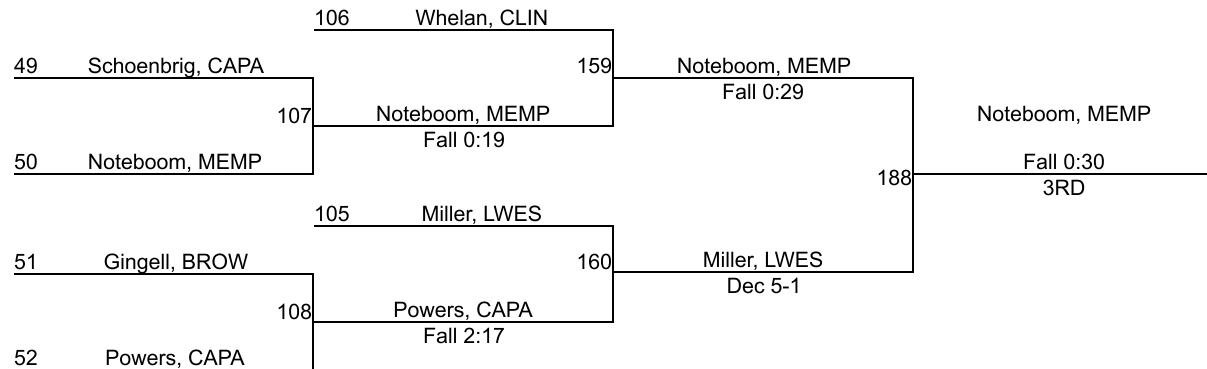 106 Whelan, CLIN
49 Schoenbrig, CAPA
159 Noteboom, MEMP
Fall 0:29
107 Noteboom, MEMP
Fall 0:19
Noteboom, MEMP
50 Noteboom, MEMP
Fall 0:30
188
3RD
105 Miller, LWES
51 Gingell, BROW
160 Miller, LWES
Dec 5-1
108 Powers, CAPA
Fall 2:17
52 Powers, CAPA